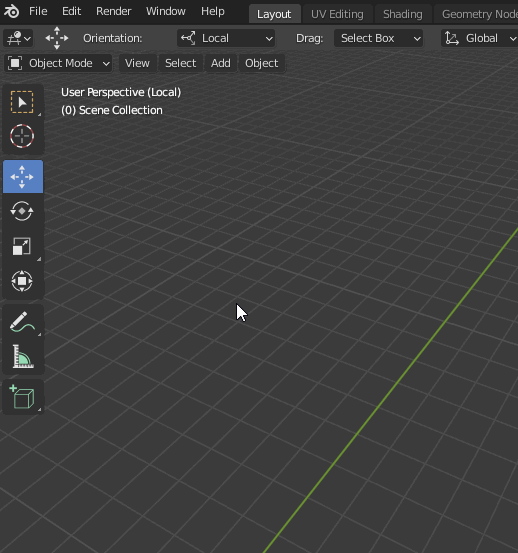 File Edit Render Window Help Layout UV Editing Shading Geometry Node
Orientation: Local Drag: Select Box Global
Object Mode View Select Add Object
User Perspective (Local)
(0) Scene Collection